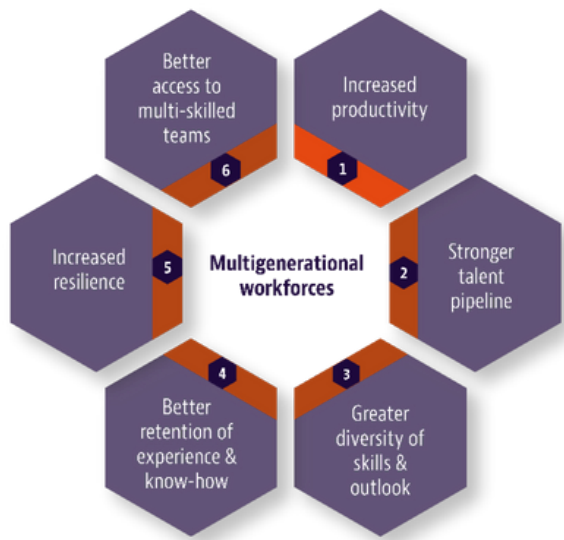 Multigenerational
workforces
Increased
productivity
1
Stronger
talent
pipeline
2
Greater
diversity of
skills &
outlook
3
Better
retention of
experience &
know-how
4
Increased
resilience
5
Better
access to
multi-skilled
teams
6